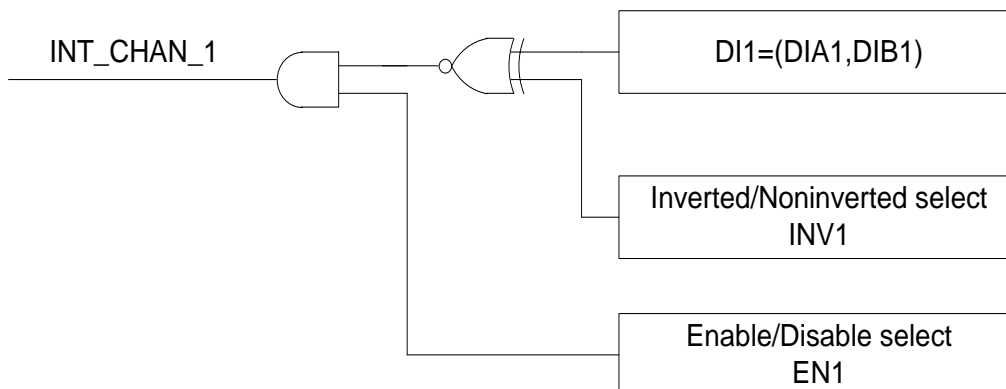 INT_CHAN_1
DI1=(DIA1,DIB1)
Inverted/Noninverted select
INV1
Enable/Disable select
EN1